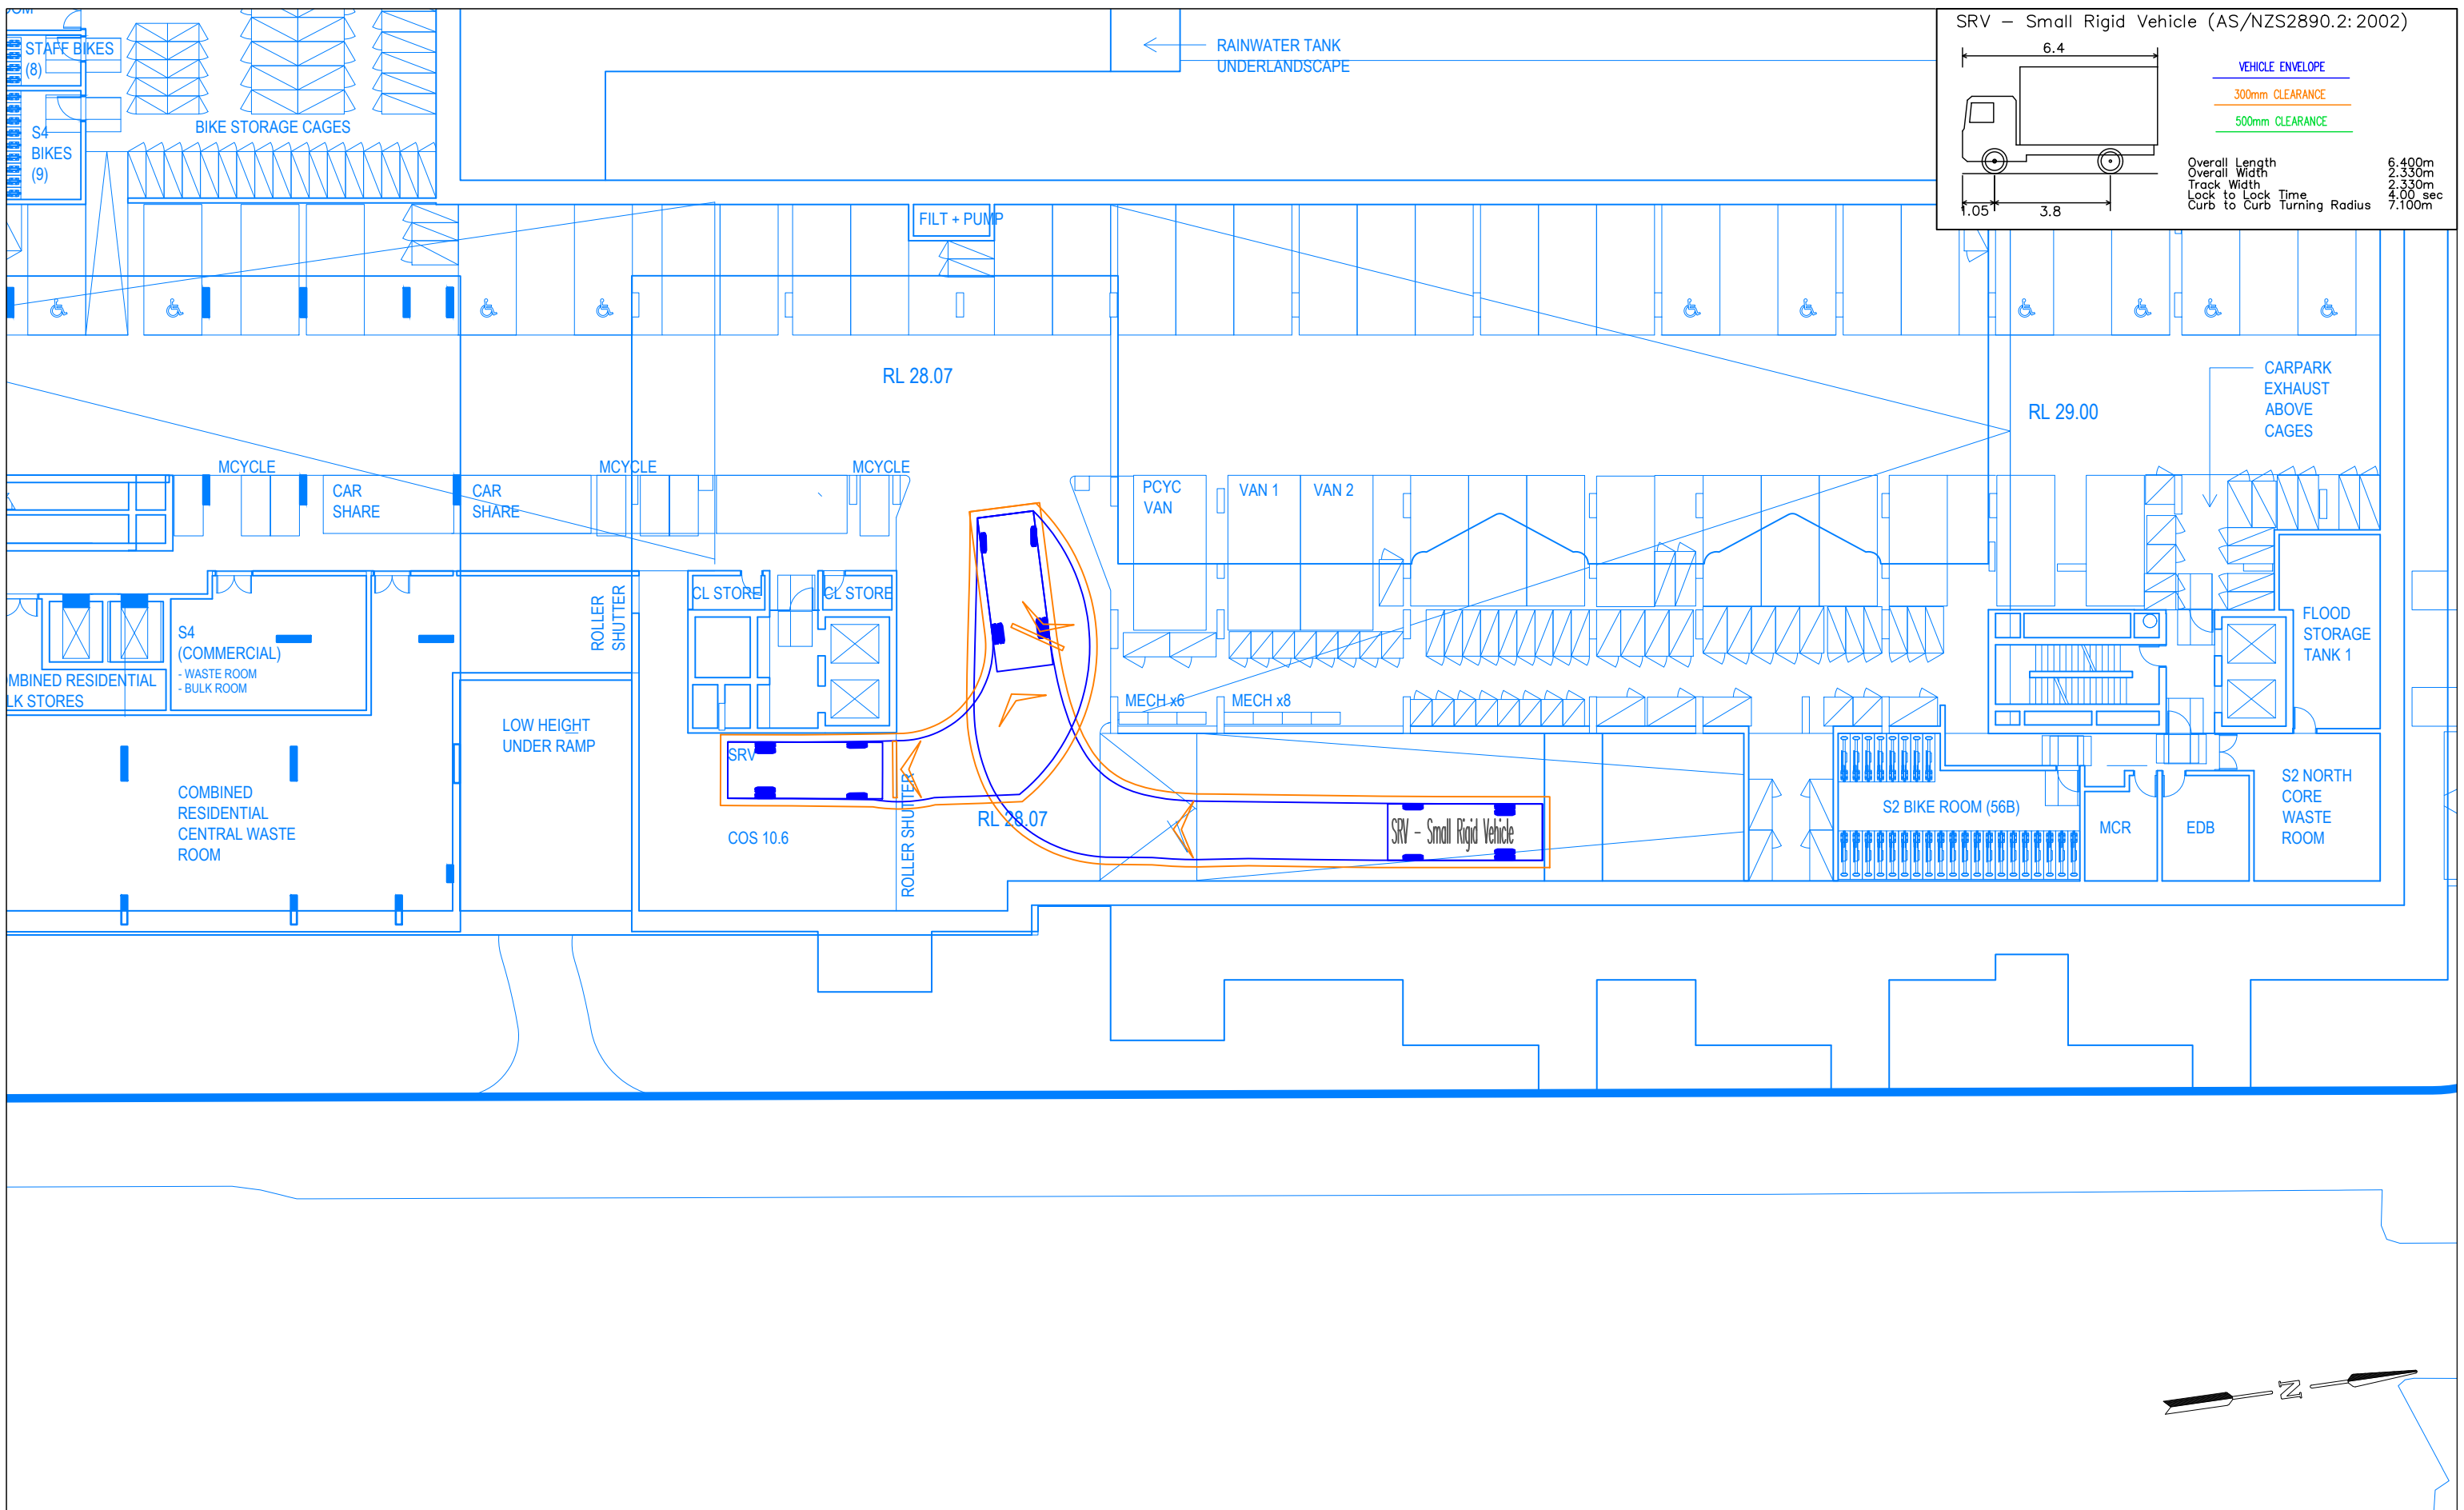 SRV – Small Rigid Vehicle (AS/NZS2890.2:2002)
6.4
1.05
3.8
VEHICLE ENVELOPE
300mm CLEARANCE
500mm CLEARANCE
Overall Length 6.400m
Overall Width 2.330m
Track Width 2.330m
Lock to Lock Time 4.00 sec
Curb to Curb Turning Radius 7.100m
STAFF BIKES
(8)
S4
BIKES
(9)
BIKE STORAGE CAGES
RAINWATER TANK
UNDERLANDSCAPE
FILT + PUMP
RL 28.07
RL 29.00
CARPARK
EXHAUST
ABOVE
CAGES
MCYCLE
MCYCLE
MCYCLE
CAR
SHARE
CAR
SHARE
PCYC
VAN
VAN 1
VAN 2
ROLLER
SHUTTER
CL STORE
CL STORE
S4
(COMMERCIAL)
- WASTE ROOM
- BULK ROOM
MBINED RESIDENTIAL
LK STORES
FLOOD
STORAGE
TANK 1
MECH x6
MECH x8
LOW HEIGHT
UNDER RAMP
SRV
COS 10.6
ROLLER SHUTTER
RL 28.07
SRV – Small Rigid Vehicle
COMBINED
RESIDENTIAL
CENTRAL WASTE
ROOM
S2 BIKE ROOM (56B)
MCR
EDB
S2 NORTH
CORE
WASTE
ROOM
N